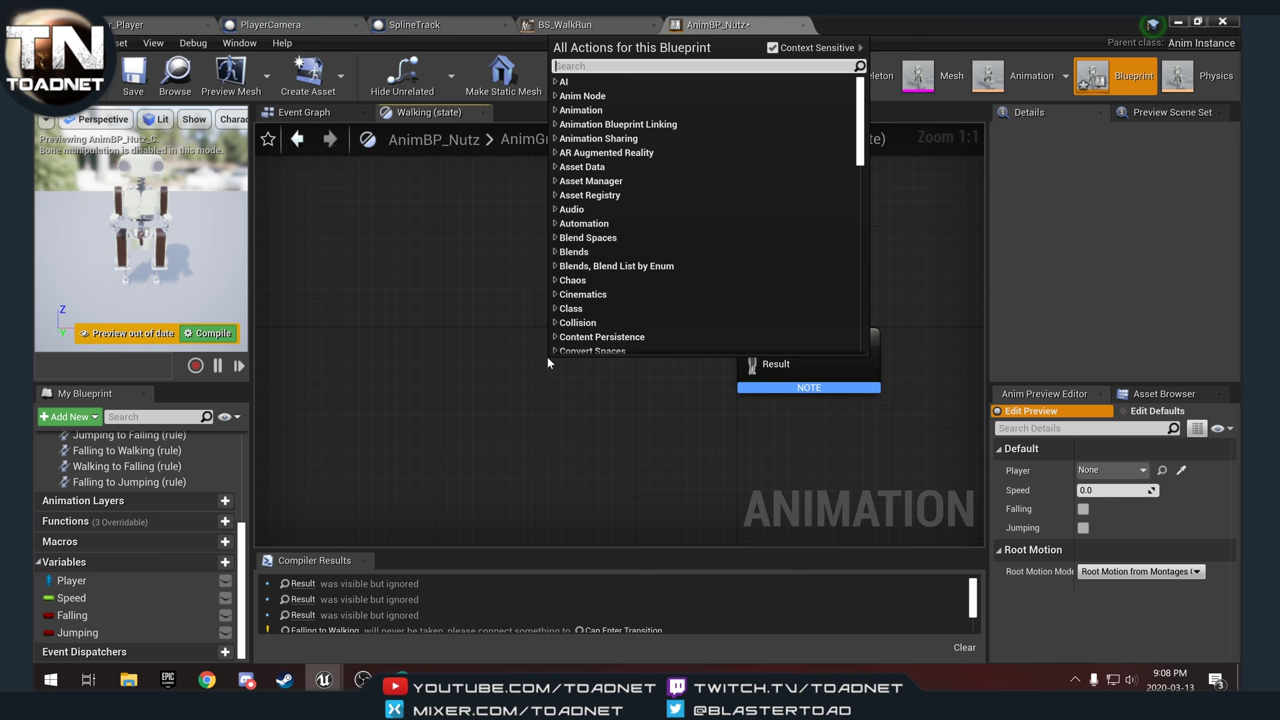 _Player
PlayerCamera
SplineTrack
BS_WalkRun
AnimBP_Nutz*
TN
TOADNET
set View Debug Window Help
Parent class: Anim Instance
Save
Browse
Preview Mesh
Create Asset
Hide Unrelated
Make Static Mesh
leton
Mesh
Animation
Blueprint
Physics
All Actions for this Blueprint
Context Sensitive
Search
AI
Anim Node
Animation
Animation Blueprint Linking
Animation Sharing
AR Augmented Reality
Asset Data
Asset Manager
Asset Registry
Audio
Automation
Blend Spaces
Blends
Blends, Blend List by Enum
Chaos
Cinematics
Class
Collision
Content Persistence
Convert Spaces
Event Graph
Walking (state)
Details
Preview Scene Set
Perspective
Lit
Show
Chara
Previewing AnimBP_Nutz_C.
Bone manipulation is disabled in this mode.
AnimBP_Nutz > AnimG
te)
Zoom 1:1
Z
Y
Preview out of date
Compile
Result
NOTE
ANIMATION
My Blueprint
Add New
Search
Jumping to Falling (rule)
Falling to Walking (rule)
Walking to Falling (rule)
Falling to Jumping (rule)
Animation Layers
Functions (3 Overridable)
Macros
Variables
Player
Speed
Falling
Jumping
Event Dispatchers
Compiler Results
Result was visible but ignored
Result was visible but ignored
Result was visible but ignored
Falling to Walking will never be taken, please connect something to Can Enter Transition
Clear
Anim Preview Editor
Asset Browser
Edit Preview
Edit Defaults
Search Details
Default
Player None
Speed 0.0
Falling
Jumping
Root Motion
Root Motion Mode Root Motion from Montages (
EPIC
GAMES
9:08 PM
2020-03-13
3
YOUTUBE.COM/TOADNET
TWITCH.TV/TOADNET
MIXER.COM/TOADNET
@BLASTERTOAD